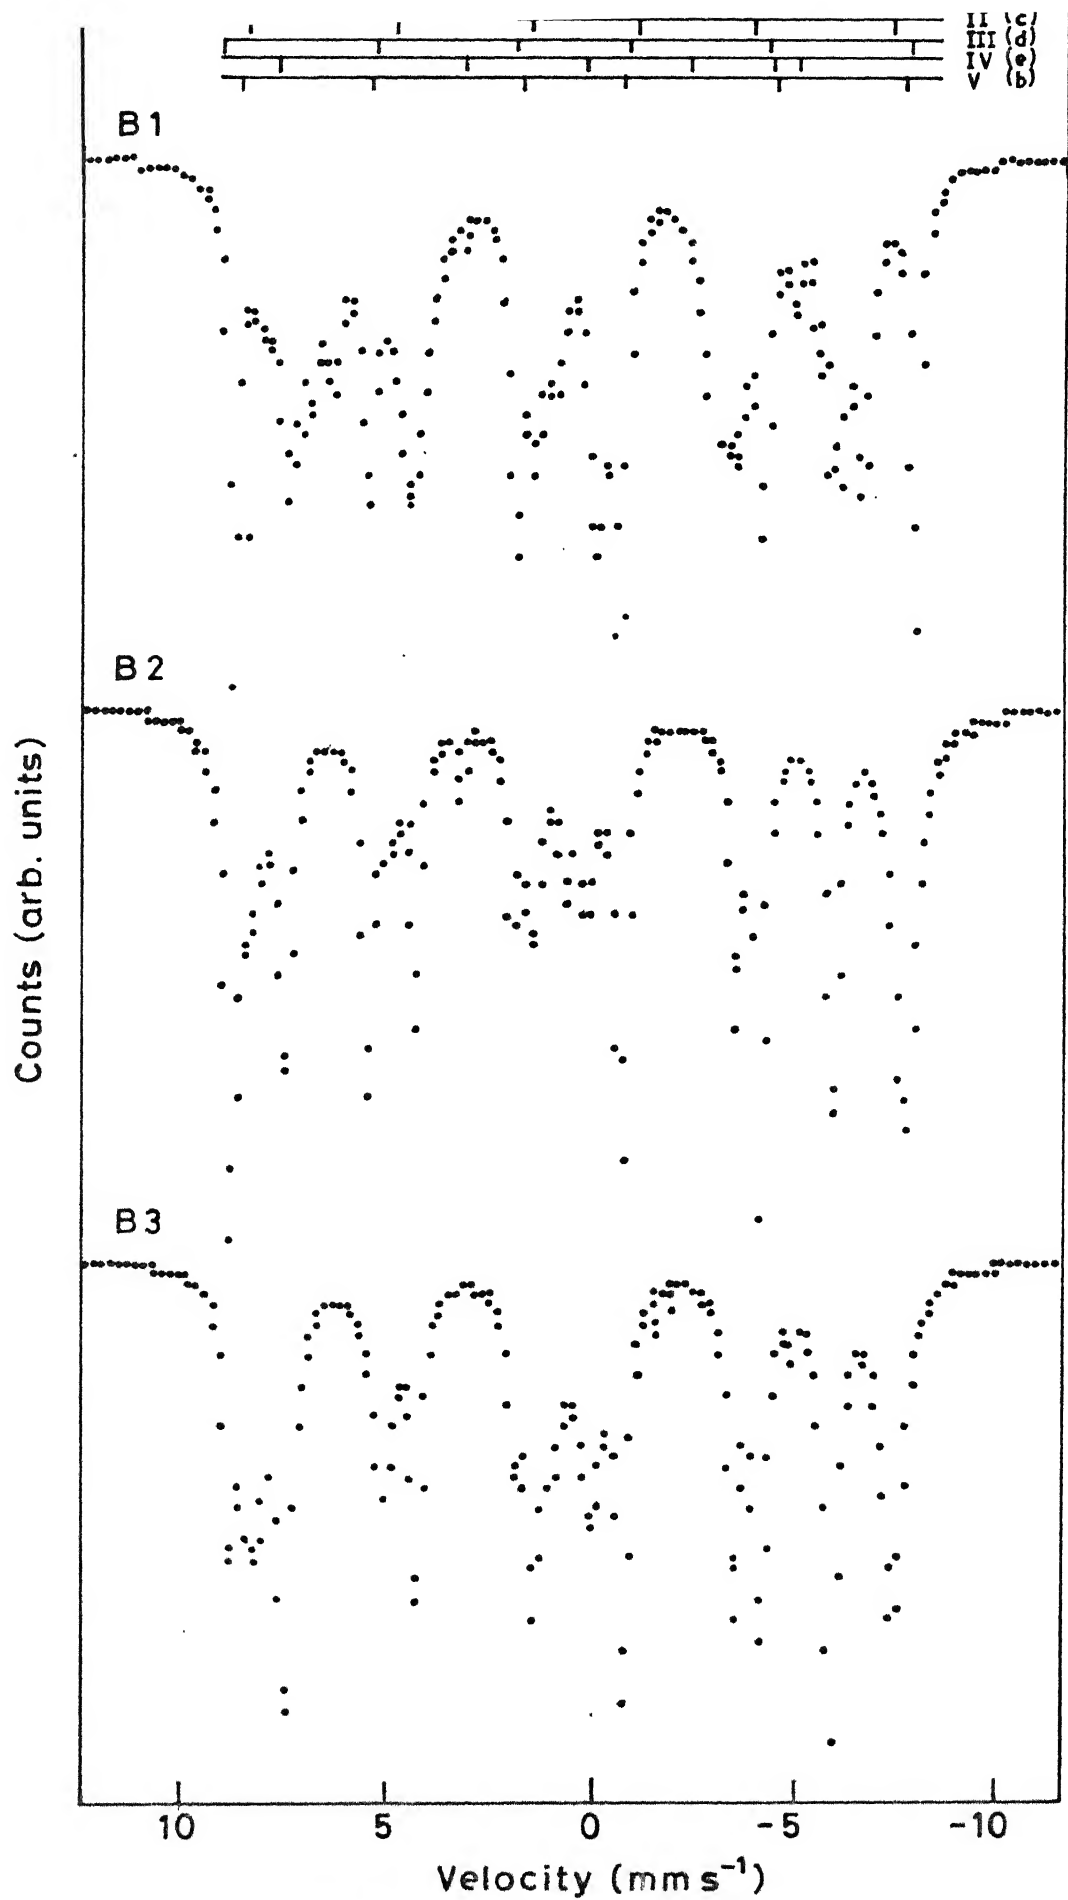 II (c)
III (d)
IV (e)
V (b)
B1
B2
B3
Counts (arb. units)
10 5 0 -5 -10
Velocity (mm s⁻¹)